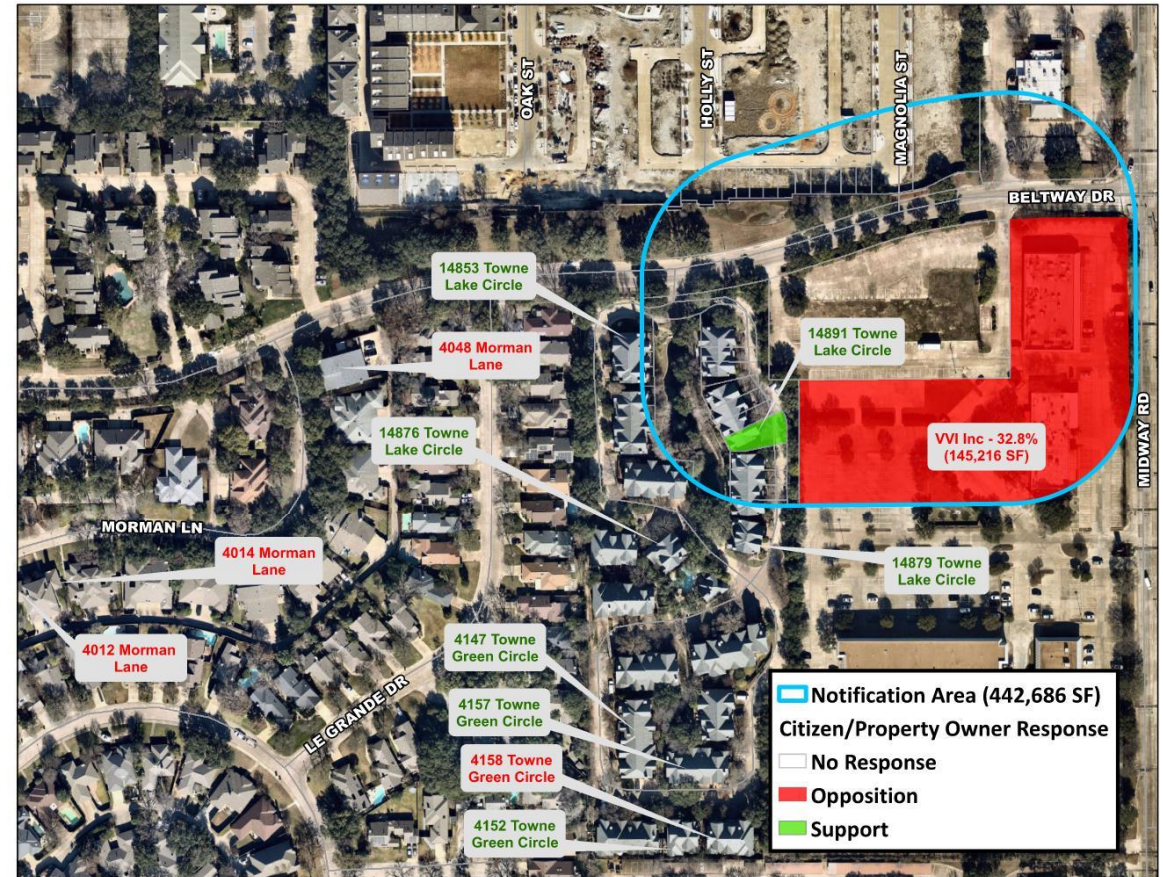 OAK ST
HOLLY ST
MAGNOLIA ST
BELTWAY DR
14853 Towne
Lake Circle
4048 Morman
Lane
14891 Towne
Lake Circle
14876 Towne
Lake Circle
VVI Inc - 32.8%
(145,216 SF)
MIDWAY RD
MORMAN LN
4014 Morman
Lane
14879 Towne
Lake Circle
4012 Morman
Lane
4147 Towne
Green Circle
LE GRANDE DR
4157 Towne
Green Circle
4158 Towne
Green Circle
4152 Towne
Green Circle
Notification Area (442,686 SF)
Citizen/Property Owner Response
No Response
Opposition
Support